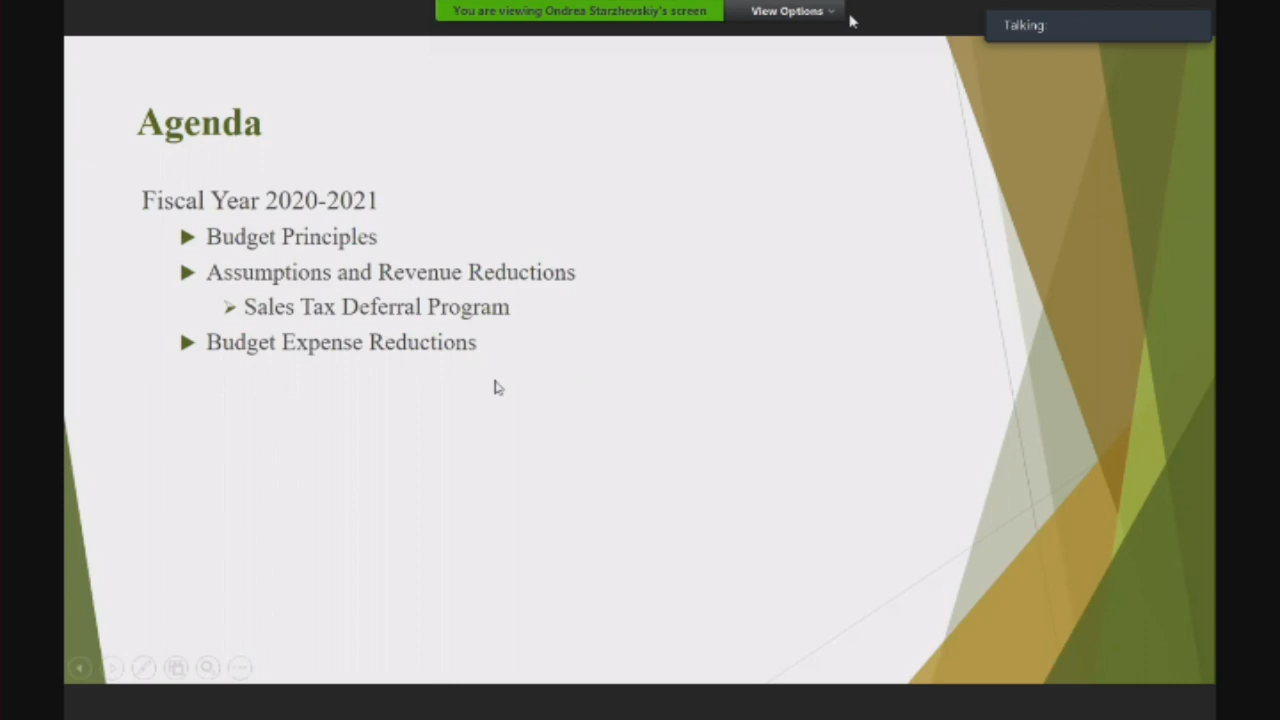 You are viewing Ondrea Starzhevskiy's screen
View Options
Talking:
Agenda
Fiscal Year 2020-2021
Budget Principles
Assumptions and Revenue Reductions
Sales Tax Deferral Program
Budget Expense Reductions